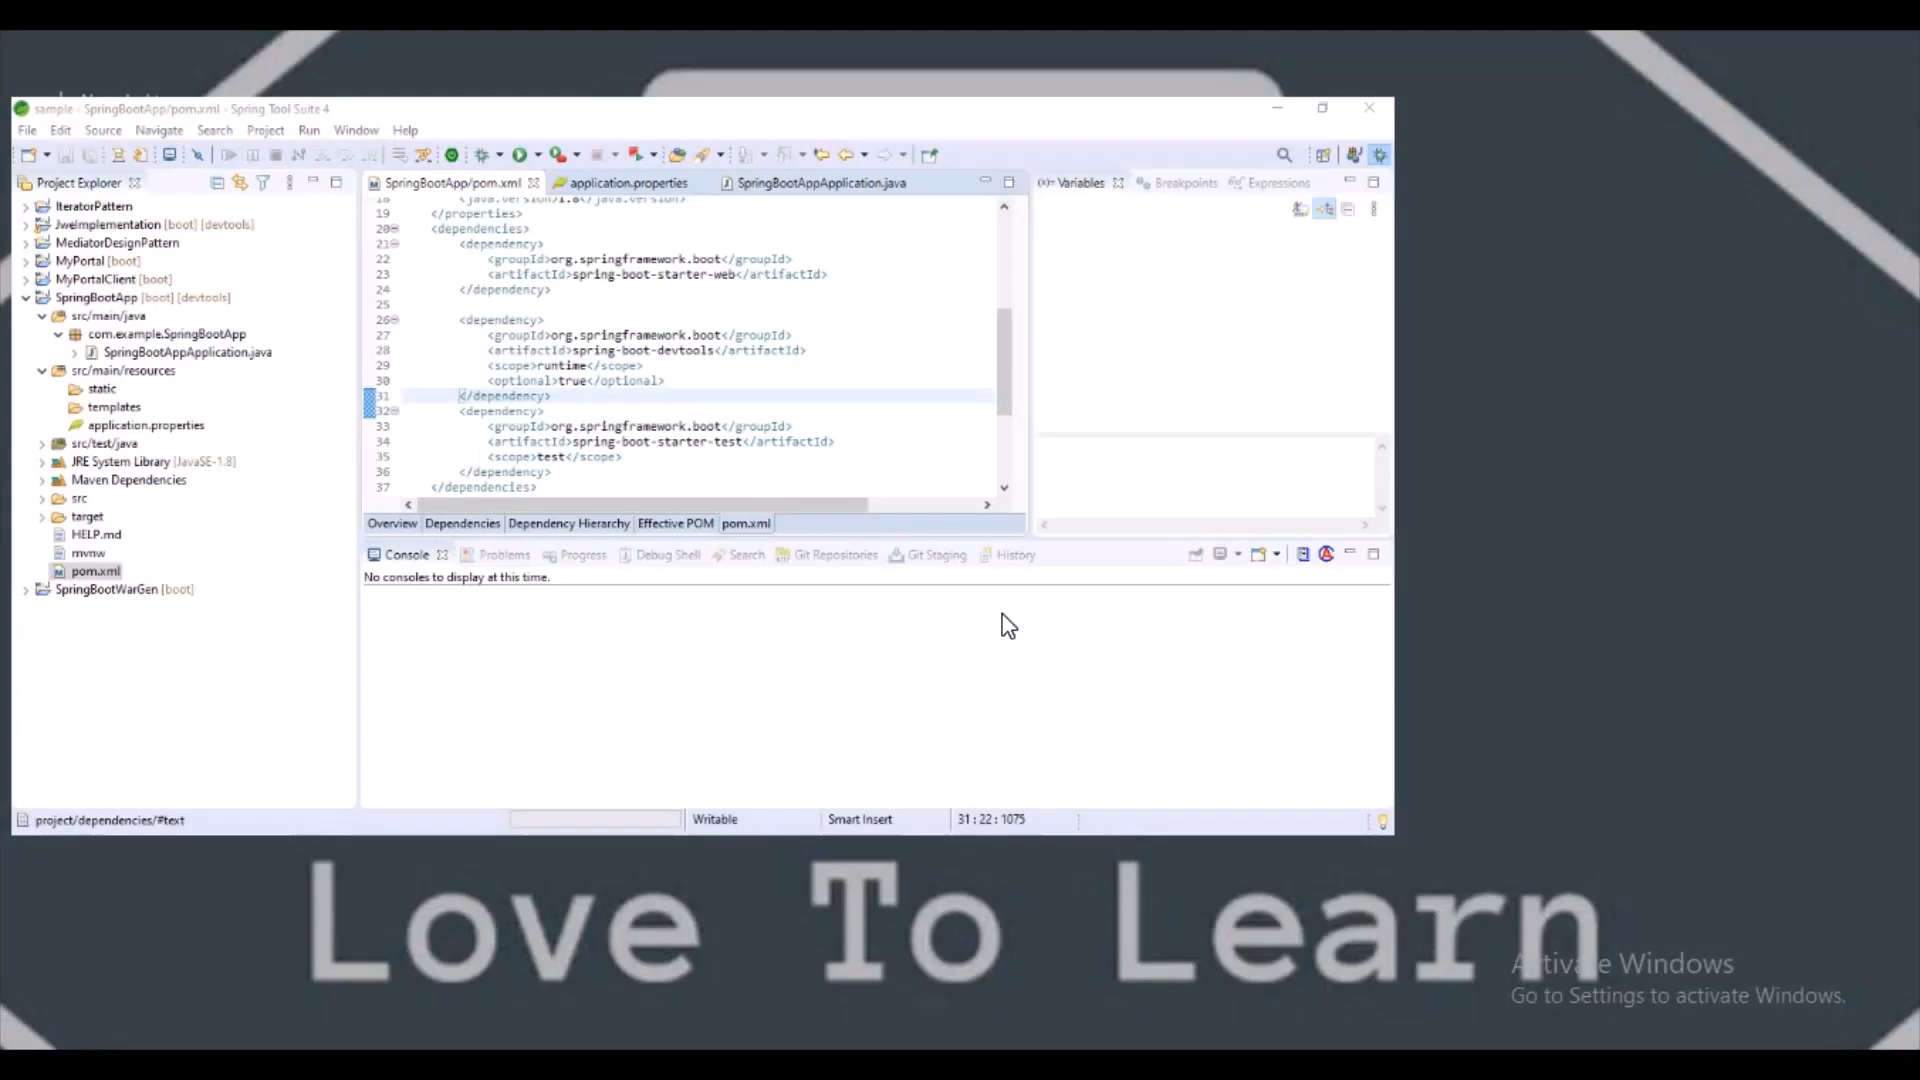 sample - SpringBootApp/pom.xml - Spring Tool Suite 4
File Edit Source Navigate Search Project Run Window Help
Project Explorer
IteratorPattern
JweImplementation [boot] [devtools]
MediatorDesignPattern
MyPortal [boot]
MyPortalClient [boot]
SpringBootApp [boot] [devtools]
src/main/java
com.example.SpringBootApp
SpringBootAppApplication.java
src/main/resources
static
templates
application.properties
src/test/java
JRE System Library [JavaSE-1.8]
Maven Dependencies
src
target
HELP.md
mvnw
pom.xml
SpringBootWarGen [boot]
SpringBootApp/pom.xml application.properties SpringBootAppApplication.java
18 <java.version>1.8</java.version>
19 </properties>
20 <dependencies>
21 <dependency>
22 <groupId>org.springframework.boot</groupId>
23 <artifactId>spring-boot-starter-web</artifactId>
24 </dependency>
25
26 <dependency>
27 <groupId>org.springframework.boot</groupId>
28 <artifactId>spring-boot-devtools</artifactId>
29 <scope>runtime</scope>
30 <optional>true</optional>
31 </dependency>
32 <dependency>
33 <groupId>org.springframework.boot</groupId>
34 <artifactId>spring-boot-starter-test</artifactId>
35 <scope>test</scope>
36 </dependency>
37 </dependencies>
Overview Dependencies Dependency Hierarchy Effective POM pom.xml
(x)= Variables Breakpoints Expressions
Console Problems Progress Debug Shell Search Git Repositories Git Staging History
No consoles to display at this time.
project/dependencies/#text Writable Smart Insert 31 : 22 : 1075
Love To Learn
Activate Windows
Go to Settings to activate Windows.